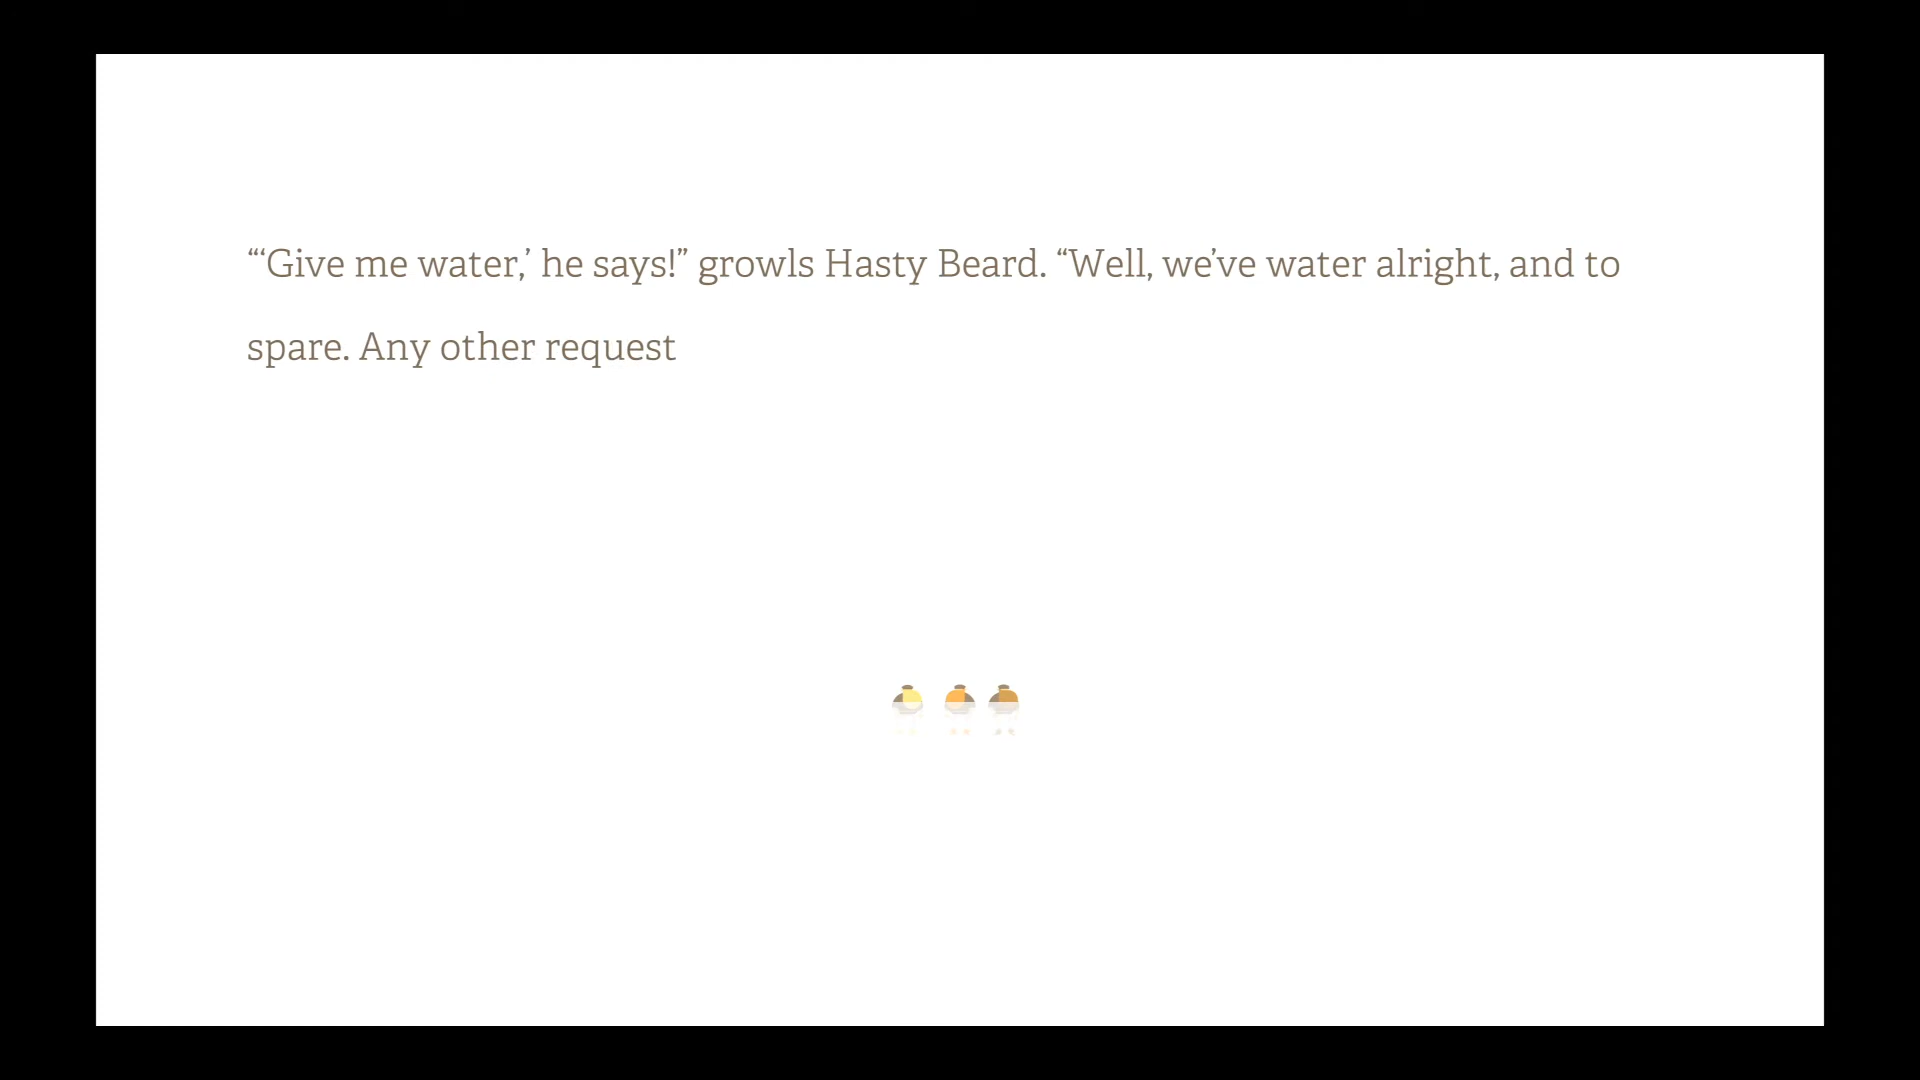 “‘Give me water,’ he says!” growls Hasty Beard. “Well, we’ve water alright, and to
spare. Any other request